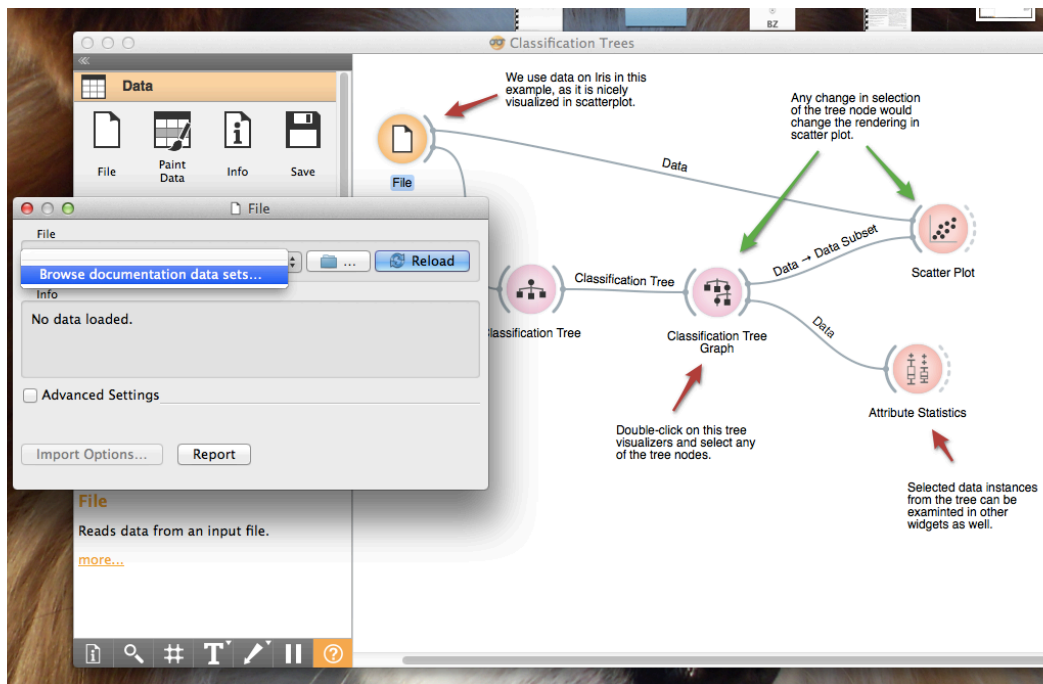 BZ
Classification Trees
Data
File
Paint
Data
Info
Save
File
File
Browse documentation data sets...
...
Reload
Info
No data loaded.
Advanced Settings
Import Options...
Report
File
Reads data from an input file.
more...
We use data on Iris in this
example, as it is nicely
visualized in scatterplot.
Any change in selection
of the tree node would
change the rendering in
scatter plot.
File
Data
Data → Data Subset
Scatter Plot
Classification Tree
lassification Tree
Classification Tree
Graph
Data
Attribute Statistics
Double-click on this tree
visualizers and select any
of the tree nodes.
Selected data instances
from the tree can be
examinted in other
widgets as well.